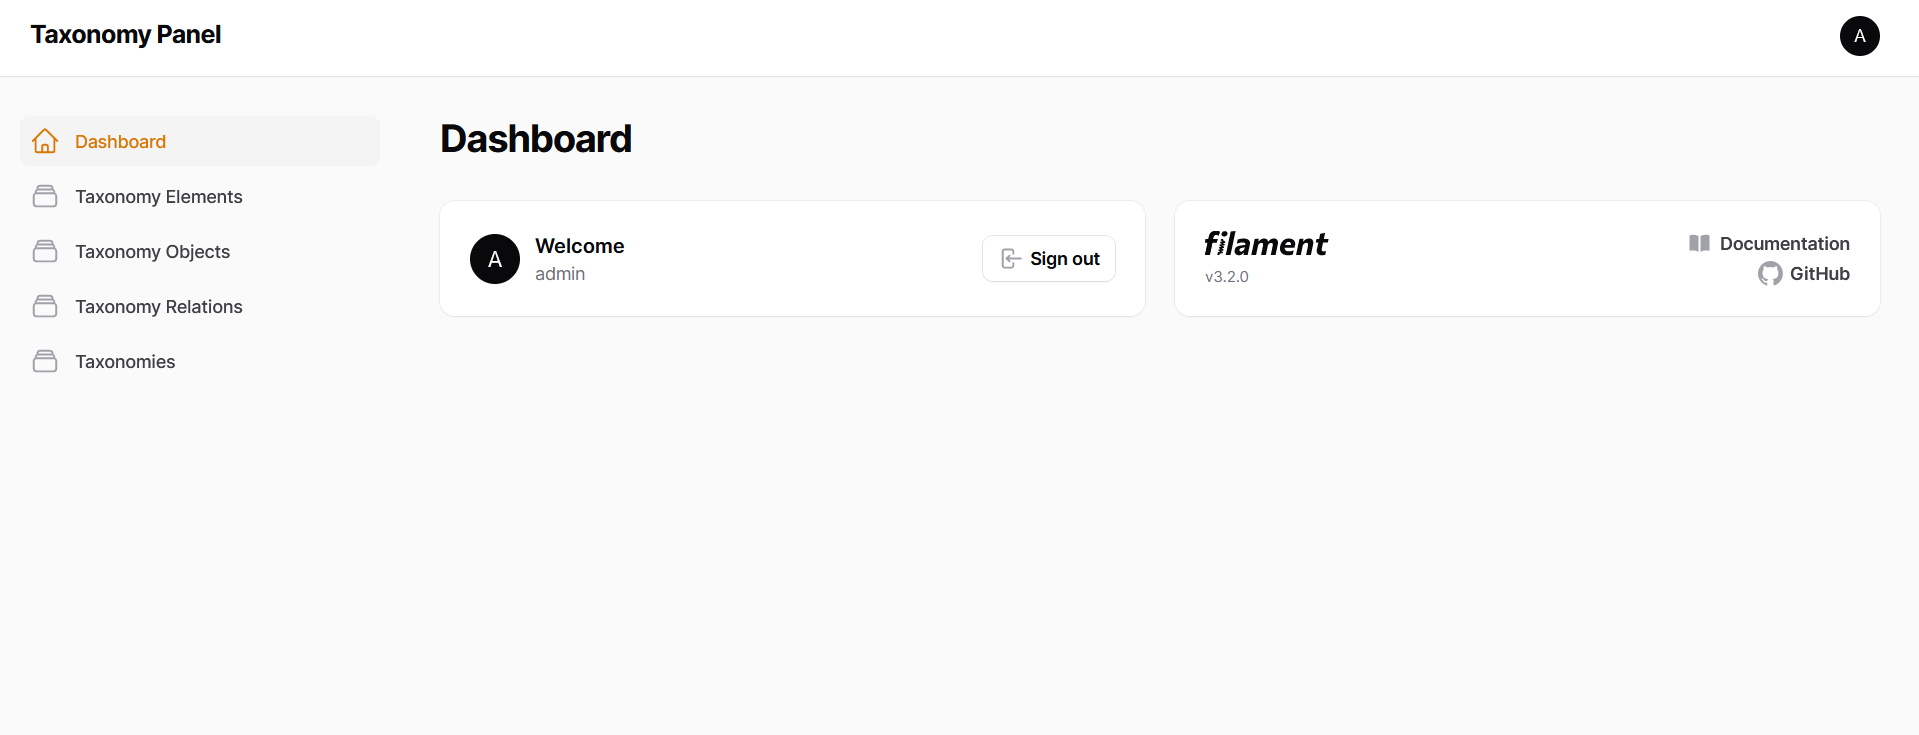 Taxonomy Panel
A
Dashboard
Taxonomy Elements
Taxonomy Objects
Taxonomy Relations
Taxonomies
Dashboard
A
Welcome
admin
Sign out
filament
v3.2.0
Documentation
GitHub